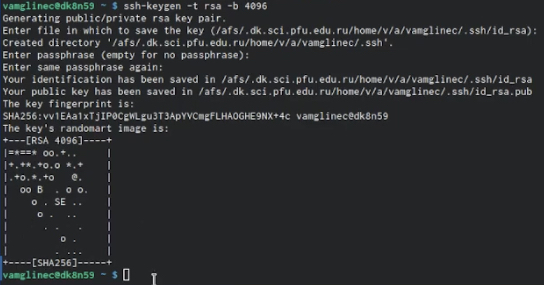 vamglinec@dk8n59 ~ $ ssh-keygen -t rsa -b 4096
Generating public/private rsa key pair.
Enter file in which to save the key (/afs/.dk.sci.pfu.edu.ru/home/v/a/vamglinec/.ssh/id_rsa):
Created directory '/afs/.dk.sci.pfu.edu.ru/home/v/a/vamglinec/.ssh'.
Enter passphrase (empty for no passphrase):
Enter same passphrase again:
Your identification has been saved in /afs/.dk.sci.pfu.edu.ru/home/v/a/vamglinec/.ssh/id_rsa
Your public key has been saved in /afs/.dk.sci.pfu.edu.ru/home/v/a/vamglinec/.ssh/id_rsa.pub
The key fingerprint is:
SHA256:vv1EAa1xTjIP0CgWLgu3T3ApYVCmgFLHAOGHE9NX+4c vamglinec@dk8n59
The key's randomart image is:
+---[RSA 4096]----+
|=*==* oo.+..     |
|+.+*.+o.o *.+    |
|.+o.*.+o   @.    |
|  oo B  . o o.   |
|    o . SE ..    |
|     o .  ..     |
|      . .   .    |
|         o .     |
|        . ...    |
+----[SHA256]-----+
vamglinec@dk8n59 ~ $